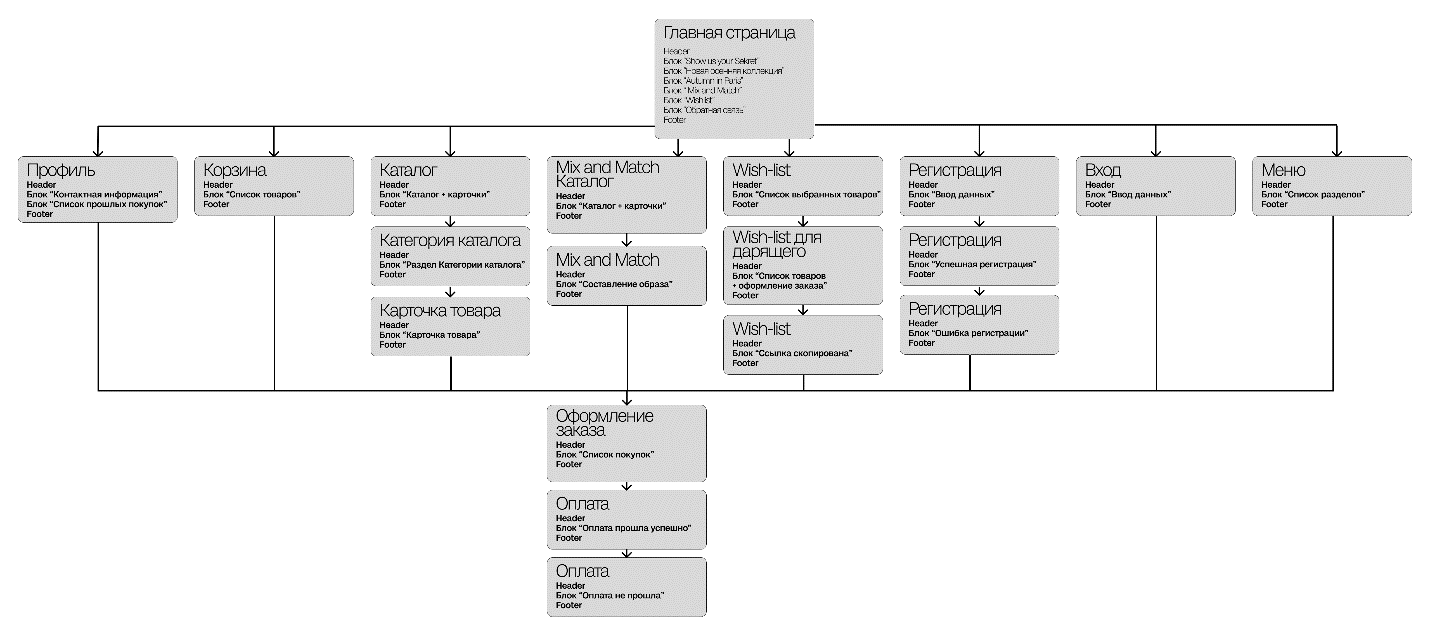 Главная страница
Header
Блок "Show us your Sekret"
Блок "Новая осенняя коллекция"
Блок "Autumn in Paris"
Блок "Mix and Match"
Блок "Wish list"
Блок "Обратная связь"
Footer
Профиль
Header
Блок "Контактная информация"
Блок "Список прошлых покупок"
Footer
Корзина
Header
Блок "Список товаров"
Footer
Каталог
Header
Блок "Каталог + карточки"
Footer
Категория каталога
Header
Блок "Раздел Категории каталога"
Footer
Карточка товара
Header
Блок "Карточка товара"
Footer
Mix and Match
Каталог
Header
Блок "Каталог + карточки"
Footer
Mix and Match
Header
Блок "Составление образа"
Footer
Wish-list
Header
Блок "Список выбранных товаров"
Footer
Wish-list для
дарящего
Header
Блок "Список товаров
+ оформление заказа"
Footer
Wish-list
Header
Блок "Ссылка скопирована"
Footer
Регистрация
Header
Блок "Ввод данных"
Footer
Регистрация
Header
Блок "Успешная регистрация"
Footer
Регистрация
Header
Блок "Ошибка регистрации"
Footer
Вход
Header
Блок "Ввод данных"
Footer
Меню
Header
Блок "Список разделов"
Footer
Оформление
заказа
Header
Блок "Список покупок"
Footer
Оплата
Header
Блок "Оплата прошла успешно"
Footer
Оплата
Header
Блок "Оплата не прошла"
Footer